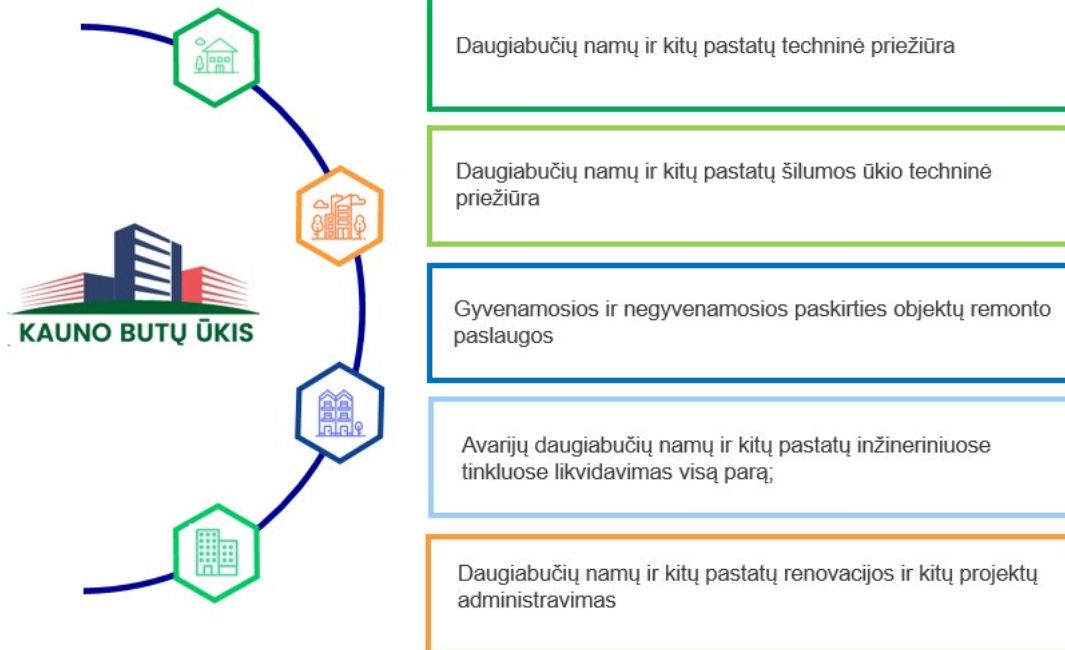 Daugiabučių namų ir kitų pastatų techninė priežiūra
Daugiabučių namų ir kitų pastatų šilumos ūkio techninė
priežiūra
KAUNO BUTŲ ŪKIS
Gyvenamosios ir negyvenamosios paskirties objektų remonto
paslaugos
Avarijų daugiabučių namų ir kitų pastatų inžineriniuose
tinkluose likvidavimas visą parą;
Daugiabučių namų ir kitų pastatų renovacijos ir kitų projektų
administravimas